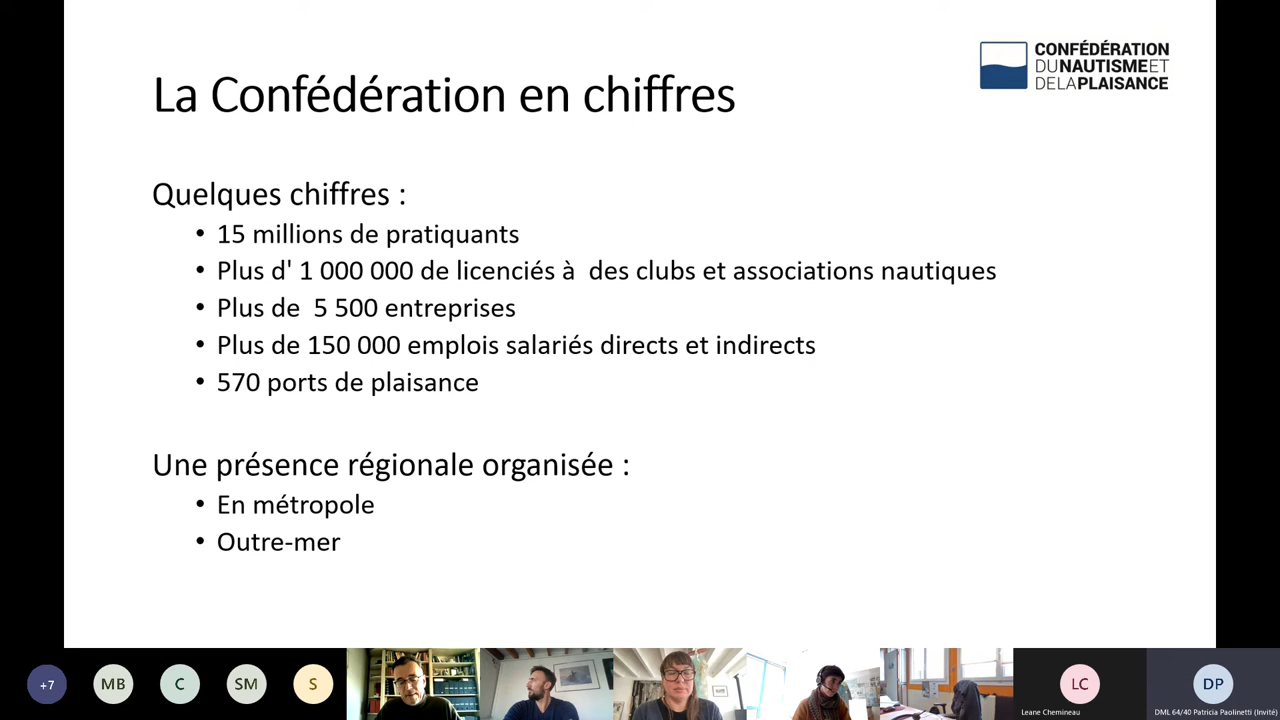 CONFÉDÉRATION
DUNAUTISMEET
DELAPLAISANCE
La Confédération en chiffres
Quelques chiffres :
• 15 millions de pratiquants
• Plus d' 1 000 000 de licenciés à  des clubs et associations nautiques
• Plus de  5 500 entreprises
• Plus de 150 000 emplois salariés directs et indirects
• 570 ports de plaisance
Une présence régionale organisée :
• En métropole
• Outre-mer
+7
MB
C
SM
S
LC
DP
Leane Chemineau
DML 64/40 Patricia Paolinetti (Invité)